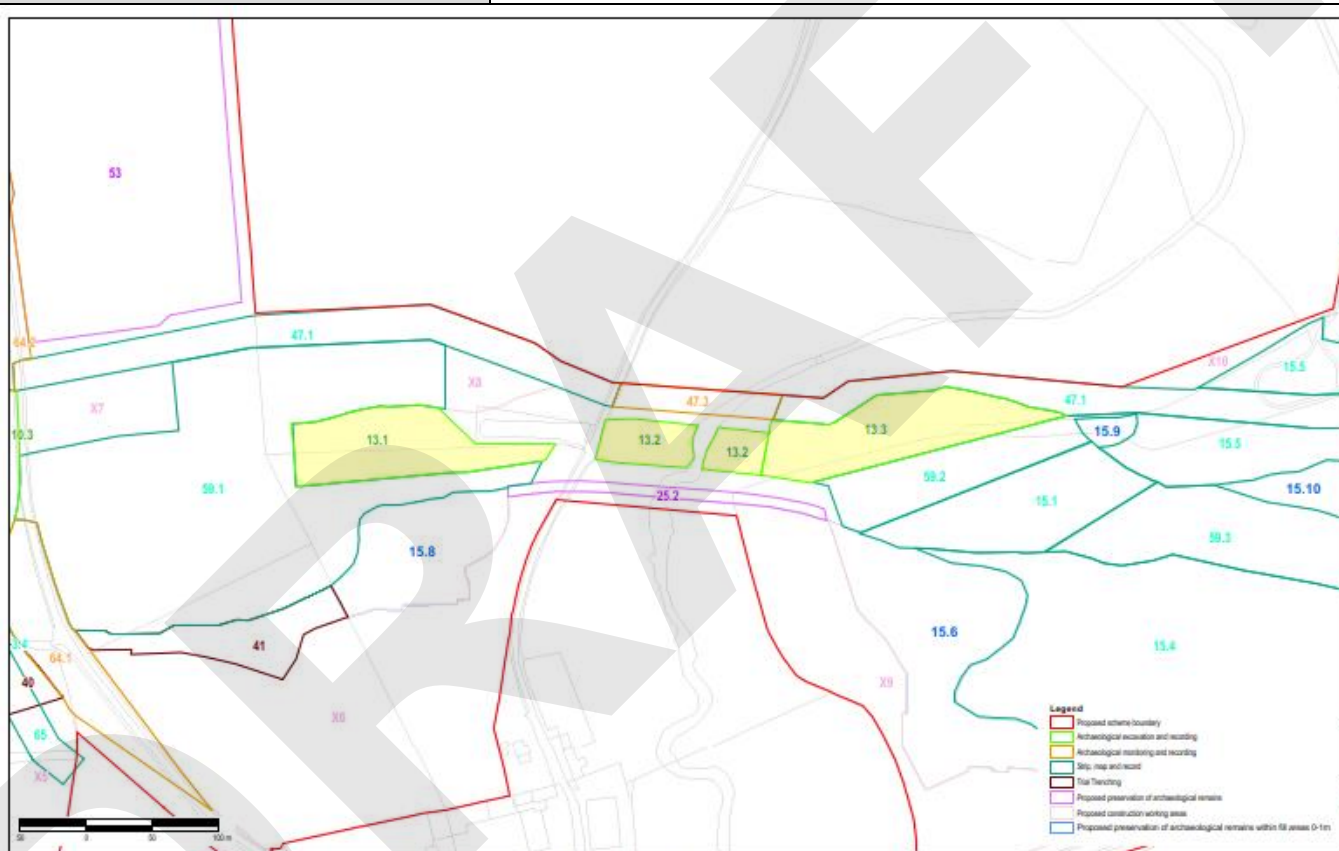 53
64.2
47.1
X8
X7
10.3
47.3
X10
15.5
47.1
13.1
13.2
13.2
13.3
15.9
15.5
59.1
25.2
59.2
15.1
15.10
59.3
15.8
15.6
15.4
41
64.1
40
65
X5
X6
X9
Legend
Proposed scheme boundary
Archaeological excavation and recording
Archaeological monitoring and recording
Strip, map and record
Trial Trenching
Proposed preservation of archaeological remains
Proposed construction working areas
Proposed preservation of archaeological remains within fill areas 0-1m
50 0 50 100 m
DRAFT